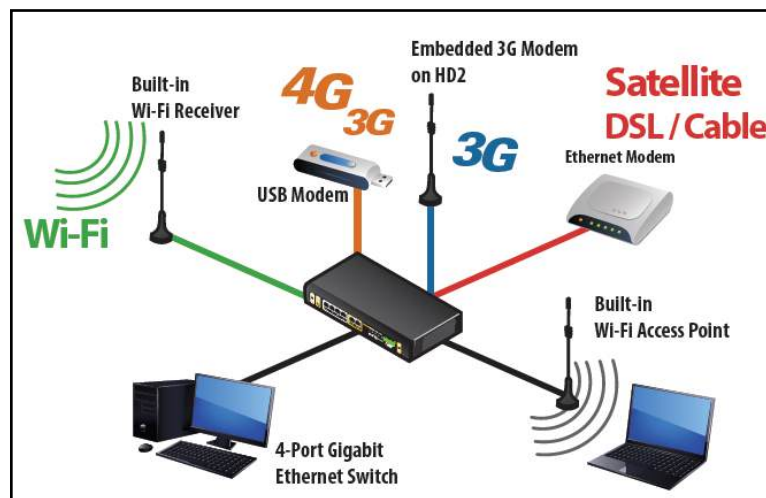 Built-in
Wi-Fi Receiver
4G
3G
Embedded 3G Modem
on HD2
Satellite
DSL / Cable
Ethernet Modem
USB Modem
3G
Wi-Fi
Built-in
Wi-Fi Access Point
4-Port Gigabit
Ethernet Switch